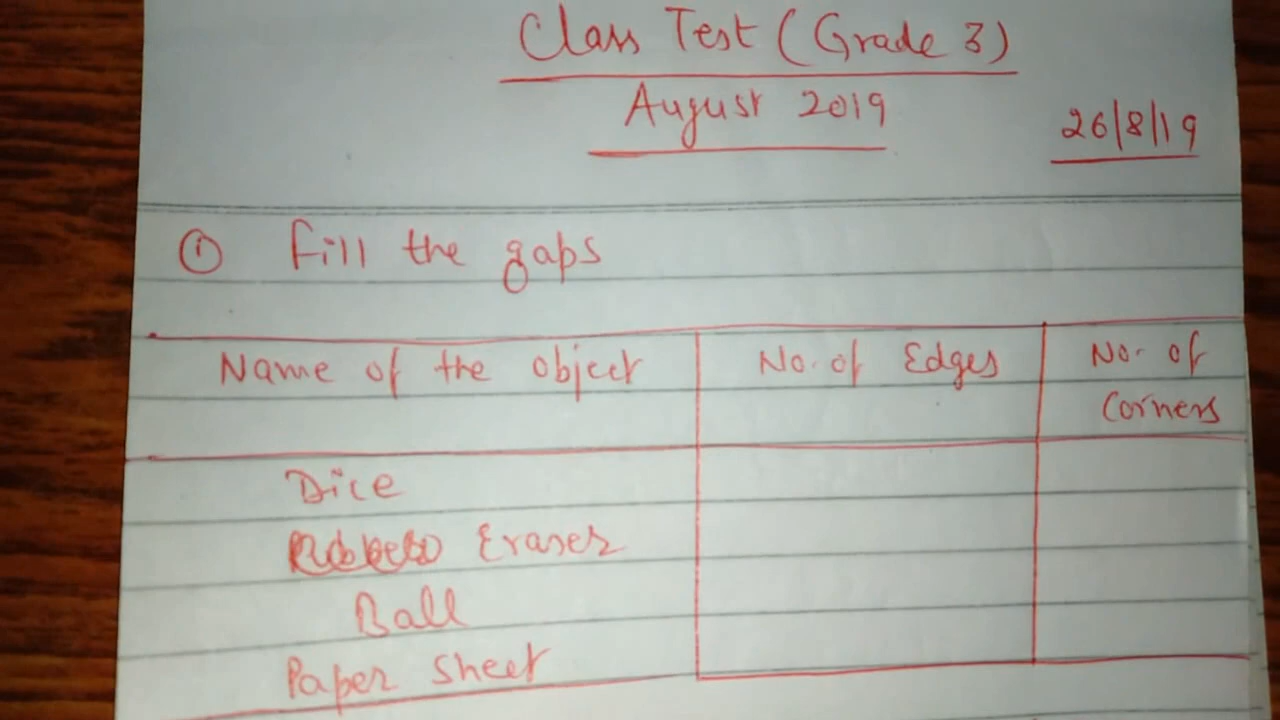 Class Test (Grade 3)
August 2019
26/8/19
① Fill the gaps
Name of the object No. of Edges No. of Corners
Dice
Eraser
Ball
Paper Sheet